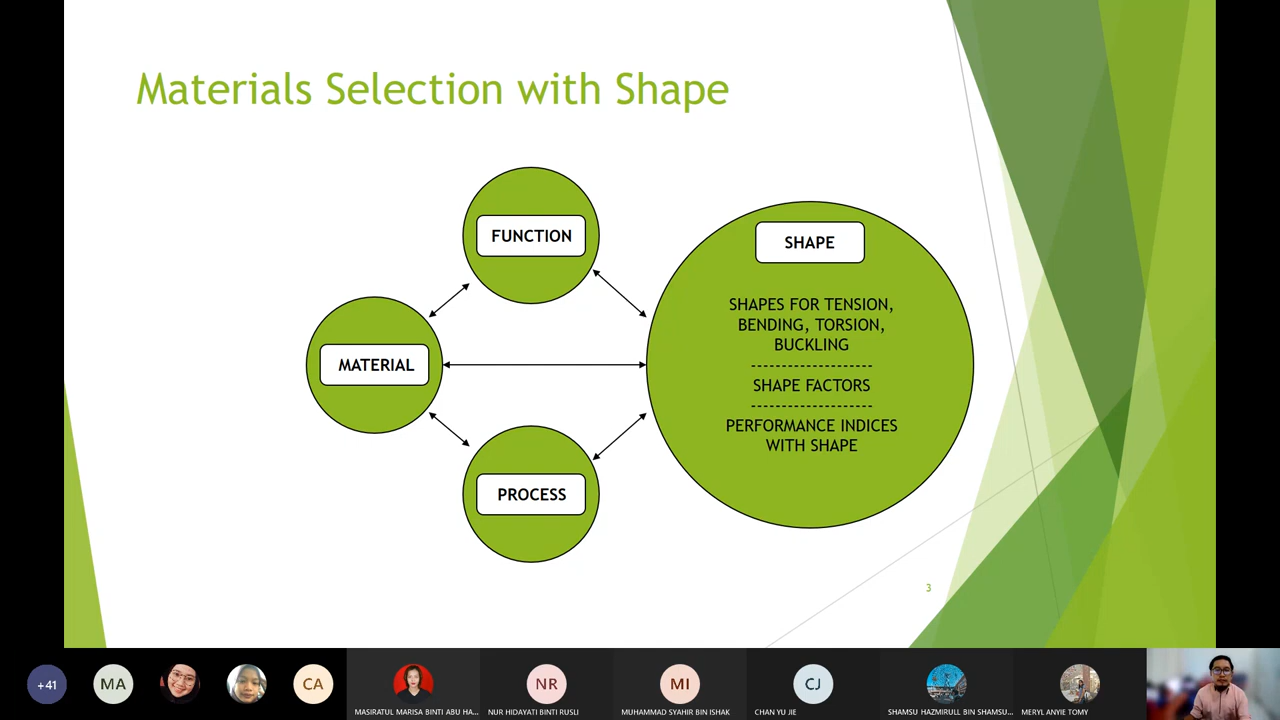 Materials Selection with Shape
FUNCTION
SHAPE
SHAPES FOR TENSION,
BENDING, TORSION,
BUCKLING
--------------------
SHAPE FACTORS
--------------------
PERFORMANCE INDICES
WITH SHAPE
MATERIAL
PROCESS
3
+41
MA
CA
NR
MI
CJ
MASIRATUL MARISA BINTI ABU HA...
NUR HIDAYATI BINTI RUSLI
MUHAMMAD SYAHIR BIN ISHAK
CHAN YU JIE
SHAMSU HAZMIRULL BIN SHAMSU...
MERYL ANYIE TOMY